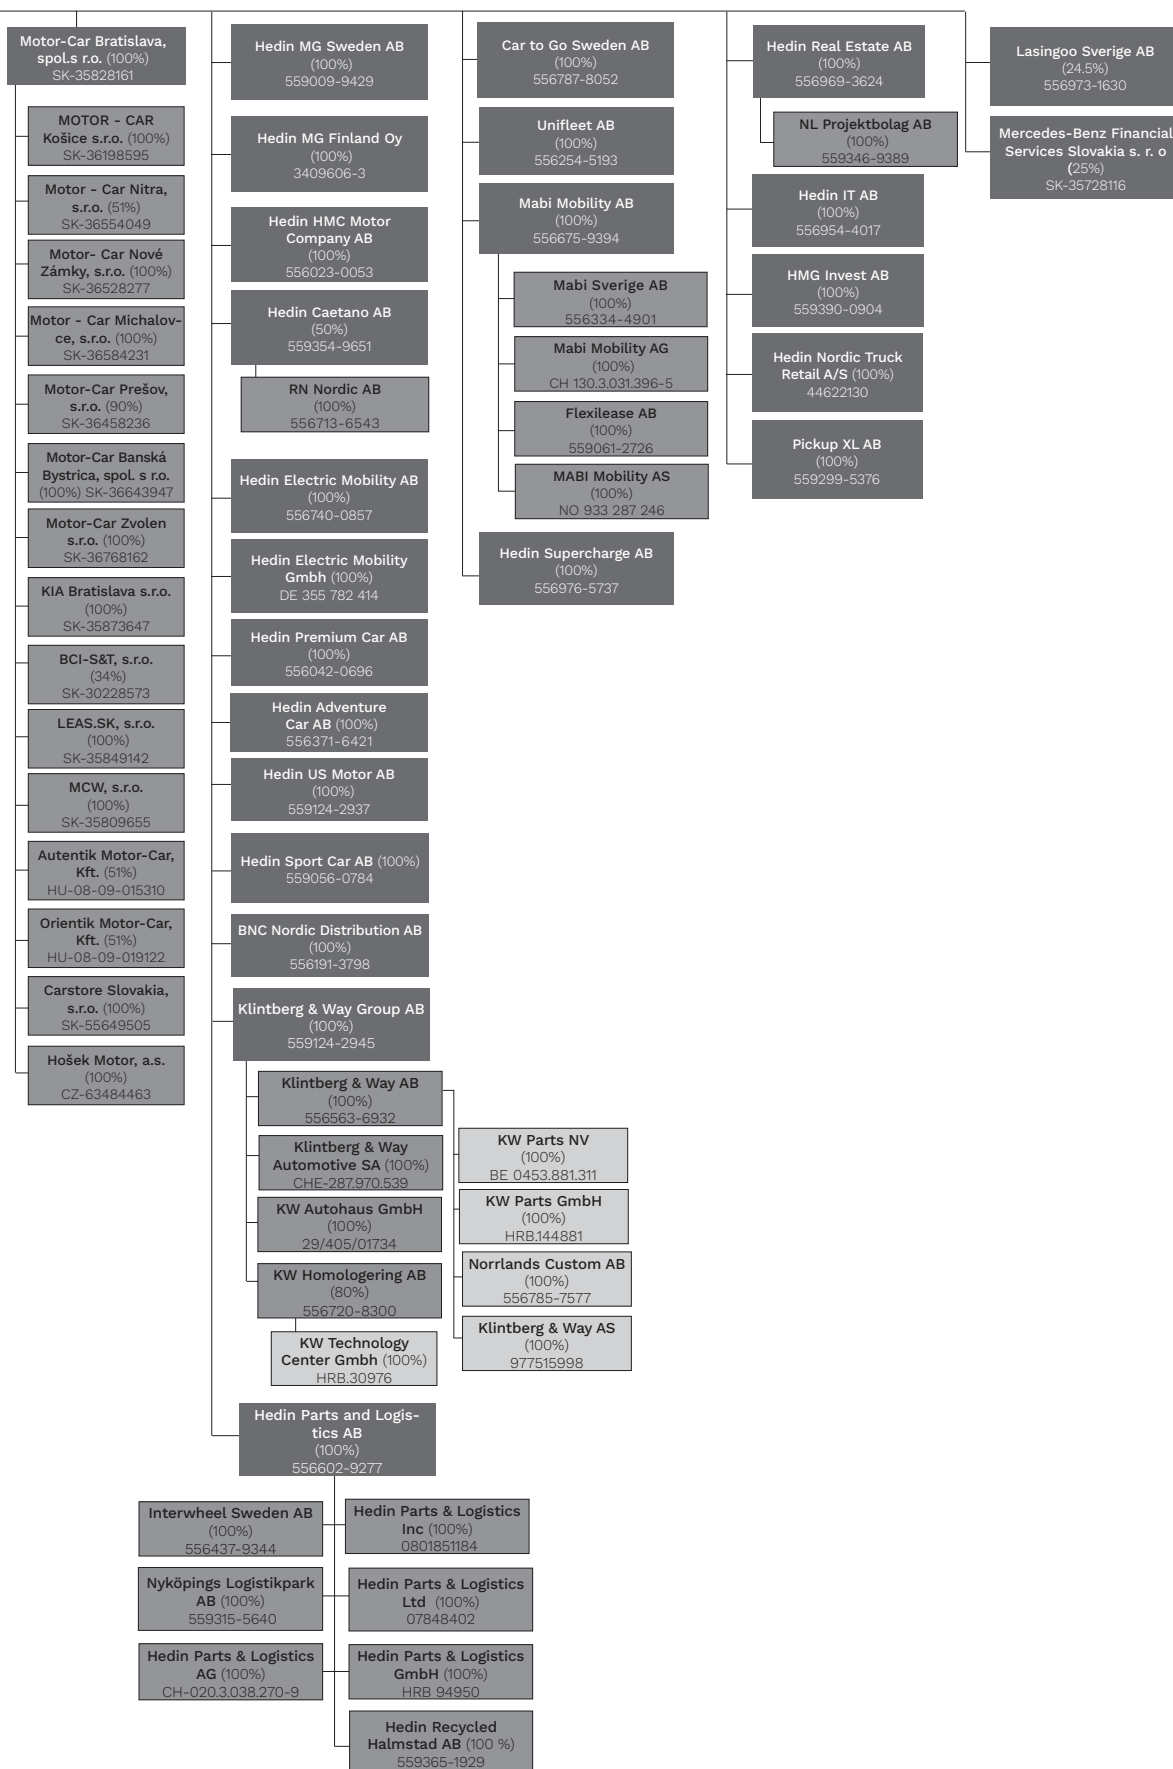 Motor-Car Bratislava,
spol.s r.o. (100%)
SK-35828161
MOTOR - CAR
Košice s.r.o. (100%)
SK-36198595
Motor - Car Nitra,
s.r.o. (51%)
SK-36554049
Motor- Car Nové
Zámky, s.r.o. (100%)
SK-36528277
Motor - Car Michalov-
ce, s.r.o. (100%)
SK-36584231
Motor-Car Prešov,
s.r.o. (90%)
SK-36458236
Motor-Car Banská
Bystrica, spol. s r.o.
(100%) SK-36643947
Motor-Car Zvolen
s.r.o. (100%)
SK-36768162
KIA Bratislava s.r.o.
(100%)
SK-35873647
BCI-S&T, s.r.o.
(34%)
SK-30228573
LEAS.SK, s.r.o.
(100%)
SK-35849142
MCW, s.r.o.
(100%)
SK-35809655
Autentik Motor-Car,
Kft. (51%)
HU-08-09-015310
Orientik Motor-Car,
Kft. (51%)
HU-08-09-019122
Carstore Slovakia,
s.r.o. (100%)
SK-55649505
Hošek Motor, a.s.
(100%)
CZ-63484463
Hedin MG Sweden AB
(100%)
559009-9429
Hedin MG Finland Oy
(100%)
3409606-3
Hedin HMC Motor
Company AB
(100%)
556023-0053
Hedin Caetano AB
(50%)
559354-9651
RN Nordic AB
(100%)
556713-6543
Hedin Electric Mobility AB
(100%)
556740-0857
Hedin Electric Mobility
Gmbh (100%)
DE 355 782 414
Hedin Premium Car AB
(100%)
556042-0696
Hedin Adventure
Car AB (100%)
556371-6421
Hedin US Motor AB
(100%)
559124-2937
Hedin Sport Car AB (100%)
559056-0784
BNC Nordic Distribution AB
(100%)
556191-3798
Klintberg & Way Group AB
(100%)
559124-2945
Klintberg & Way AB
(100%)
556563-6932
Klintberg & Way
Automotive SA (100%)
CHE-287.970.539
KW Autohaus GmbH
(100%)
29/405/01734
KW Homologering AB
(80%)
556720-8300
KW Technology
Center Gmbh (100%)
HRB.30976
KW Parts NV
(100%)
BE 0453.881.311
KW Parts GmbH
(100%)
HRB.144881
Norrlands Custom AB
(100%)
556785-7577
Klintberg & Way AS
(100%)
977515998
Hedin Parts and Logis-
tics AB
(100%)
556602-9277
Interwheel Sweden AB
(100%)
556437-9344
Hedin Parts & Logistics
Inc (100%)
0801851184
Nyköpings Logistikpark
AB (100%)
559315-5640
Hedin Parts & Logistics
Ltd (100%)
07848402
Hedin Parts & Logistics
AG (100%)
CH-020.3.038.270-9
Hedin Parts & Logistics
GmbH (100%)
HRB 94950
Hedin Recycled
Halmstad AB (100 %)
559365-1929
Car to Go Sweden AB
(100%)
556787-8052
Unifleet AB
(100%)
556254-5193
Mabi Mobility AB
(100%)
556675-9394
Mabi Sverige AB
(100%)
556334-4901
Mabi Mobility AG
(100%)
CH 130.3.031.396-5
Flexilease AB
(100%)
559061-2726
MABI Mobility AS
(100%)
NO 933 287 246
Hedin Supercharge AB
(100%)
556976-5737
Hedin Real Estate AB
(100%)
556969-3624
NL Projektbolag AB
(100%)
559346-9389
Hedin IT AB
(100%)
556954-4017
HMG Invest AB
(100%)
559390-0904
Hedin Nordic Truck
Retail A/S (100%)
44622130
Pickup XL AB
(100%)
559299-5376
Lasingoo Sverige AB
(24.5%)
556973-1630
Mercedes-Benz Financial
Services Slovakia s. r. o
(25%)
SK-35728116